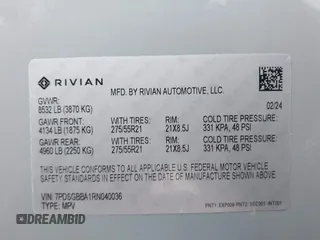 RIVIAN
MFD. BY RIVIAN AUTOMOTIVE, LLC.
GVWR:
8532 LB (3870 KG)
02/24
GAWR FRONT: WITH TIRES: RIM: COLD TIRE PRESSURE:
4134 LB (1875 KG) 275/55R21 21X8.5J 331 KPA, 48 PSI
GAWR REAR: WITH TIRES: RIM: COLD TIRE PRESSURE:
4960 LB (2250 KG) 275/55R21 21X8.5J 331 KPA, 48 PSI
THIS VEHICLE CONFORMS TO ALL APPLICABLE U.S. FEDERAL MOTOR VEHICLE
SAFETY STANDARDS IN EFFECT ON THE DATE OF MANUFACTURE SHOWN ABOVE.
VIN: 7PDSGBBA1RN040036
TYPE: MPV
© DREAMBID